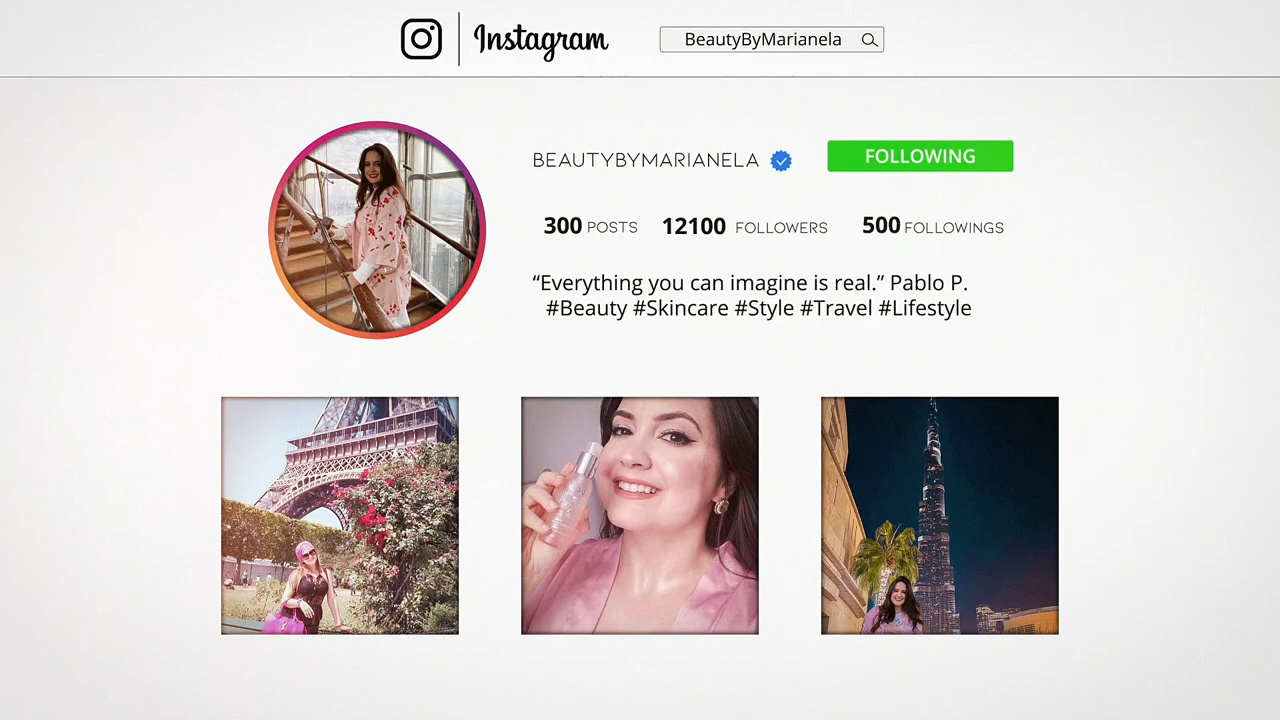 Instagram
BeautyByMarianela
BEAUTYBYMARIANELA
FOLLOWING
300 POSTS 12100 FOLLOWERS 500 FOLLOWINGS
“Everything you can imagine is real.” Pablo P.
#Beauty #Skincare #Style #Travel #Lifestyle